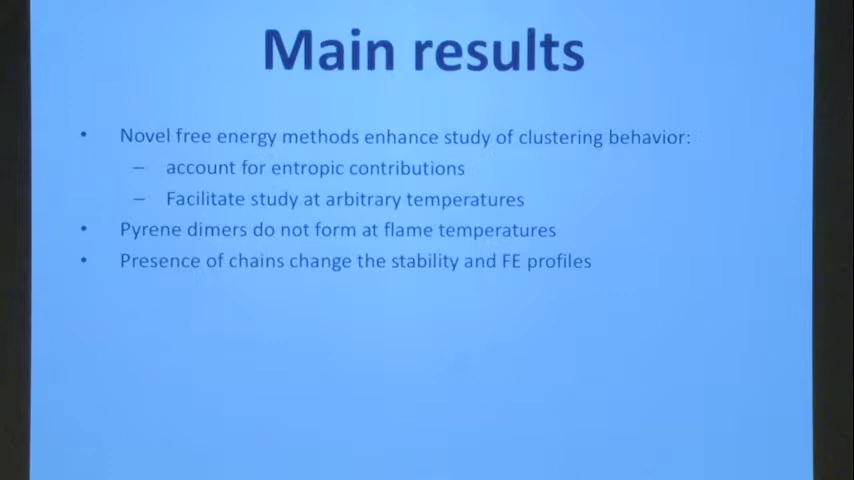 Main results
• Novel free energy methods enhance study of clustering behavior:
– account for entropic contributions
– Facilitate study at arbitrary temperatures
• Pyrene dimers do not form at flame temperatures
• Presence of chains change the stability and FE profiles